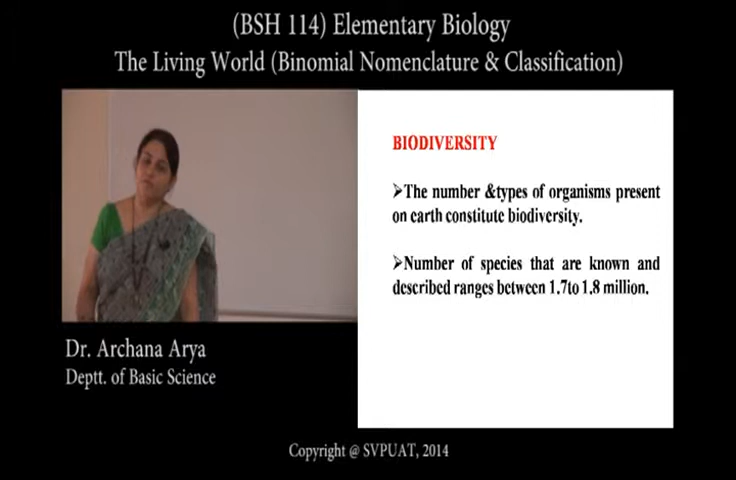 (BSH 114) Elementary Biology
The Living World (Binomial Nomenclature & Classification)
BIODIVERSITY
➢The number &types of organisms present
on earth constitute biodiversity.
➢Number of species that are known and
described ranges between 1.7to 1.8 million.
Dr. Archana Arya
Deptt. of Basic Science
Copyright @ SVPUAT, 2014